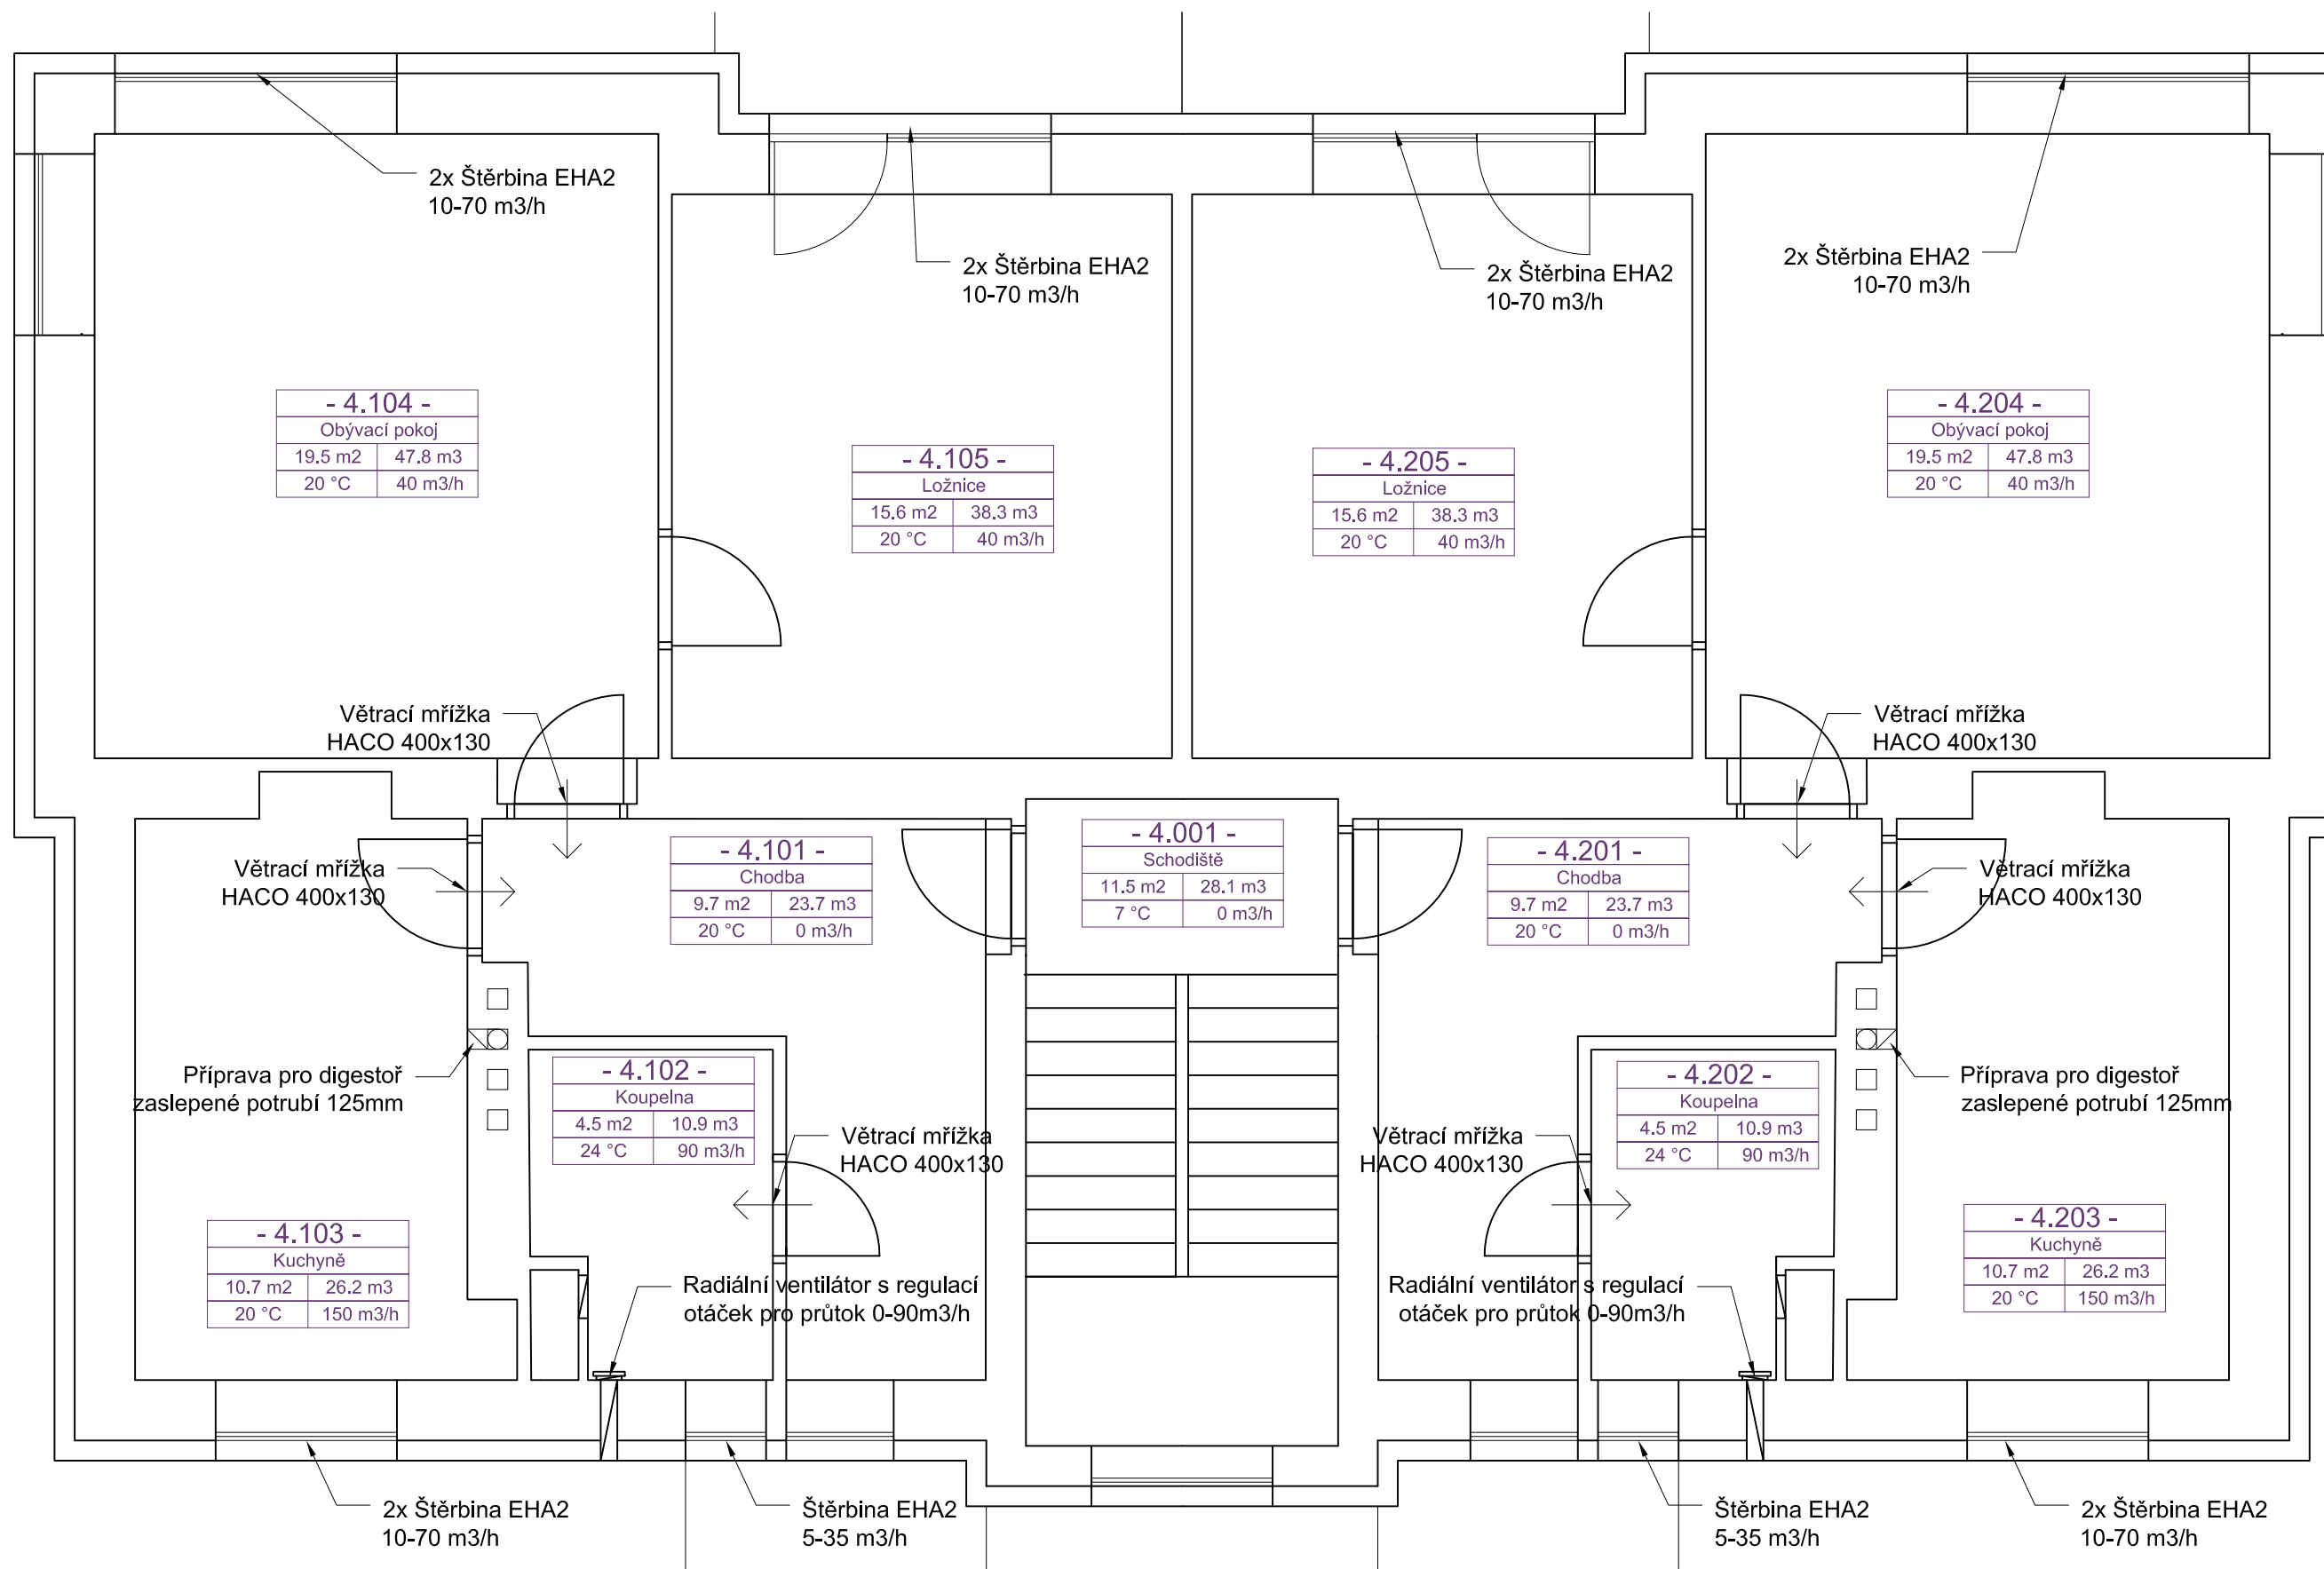 2x Štěrbina EHA2
10-70 m3/h
2x Štěrbina EHA2
10-70 m3/h
2x Štěrbina EHA2
10-70 m3/h
2x Štěrbina EHA2
10-70 m3/h
- 4.104 -
Obývací pokoj
19.5 m2 47.8 m3
20 °C 40 m3/h
- 4.105 -
Ložnice
15.6 m2 38.3 m3
20 °C 40 m3/h
- 4.205 -
Ložnice
15.6 m2 38.3 m3
20 °C 40 m3/h
- 4.204 -
Obývací pokoj
19.5 m2 47.8 m3
20 °C 40 m3/h
Větrací mřížka
HACO 400x130
Větrací mřížka
HACO 400x130
Větrací mřížka
HACO 400x130
- 4.101 -
Chodba
9.7 m2 23.7 m3
20 °C 0 m3/h
- 4.001 -
Schodiště
11.5 m2 28.1 m3
7 °C 0 m3/h
- 4.201 -
Chodba
9.7 m2 23.7 m3
20 °C 0 m3/h
Větrací mřížka
HACO 400x130
Příprava pro digestoř
zaslepené potrubí 125mm
- 4.102 -
Koupelna
4.5 m2 10.9 m3
24 °C 90 m3/h
Větrací mřížka
HACO 400x130
Větrací mřížka
HACO 400x130
- 4.202 -
Koupelna
4.5 m2 10.9 m3
24 °C 90 m3/h
Příprava pro digestoř
zaslepené potrubí 125mm
- 4.103 -
Kuchyně
10.7 m2 26.2 m3
20 °C 150 m3/h
Radiální ventilátor s regulací
otáček pro průtok 0-90m3/h
Radiální ventilátor s regulací
otáček pro průtok 0-90m3/h
- 4.203 -
Kuchyně
10.7 m2 26.2 m3
20 °C 150 m3/h
2x Štěrbina EHA2
10-70 m3/h
Štěrbina EHA2
5-35 m3/h
Štěrbina EHA2
5-35 m3/h
2x Štěrbina EHA2
10-70 m3/h